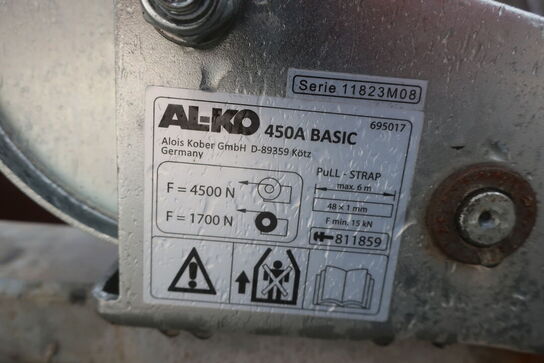 Serie 11823M08
AL-KO 450A BASIC 695017
Alois Kober GmbH D-89359 Kötz
Germany
PULL - STRAP
max. 6 m
F = 4500 N
48 × 1 mm
F = 1700 N
F min. 15 kN
811859